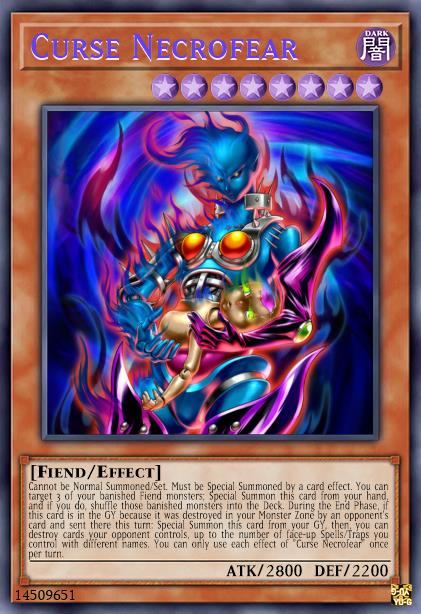 Curse Necrofear
DARK
闇
[Fiend/Effect]
Cannot be Normal Summoned/Set. Must be Special Summoned by a card effect. You can
target 3 of your banished Fiend monsters; Special Summon this card from your hand,
and if you do, shuffle those banished monsters into the Deck. During the End Phase, if
this card is in the GY because it was destroyed in your Monster Zone by an opponent's
card and sent there this turn: Special Summon this card from your GY, then, you can
destroy cards your opponent controls, up to the number of face-up Spells/Traps you
control with different names. You can only use each effect of "Curse Necrofear" once
per turn.
ATK/2800 DEF/2200
14509651